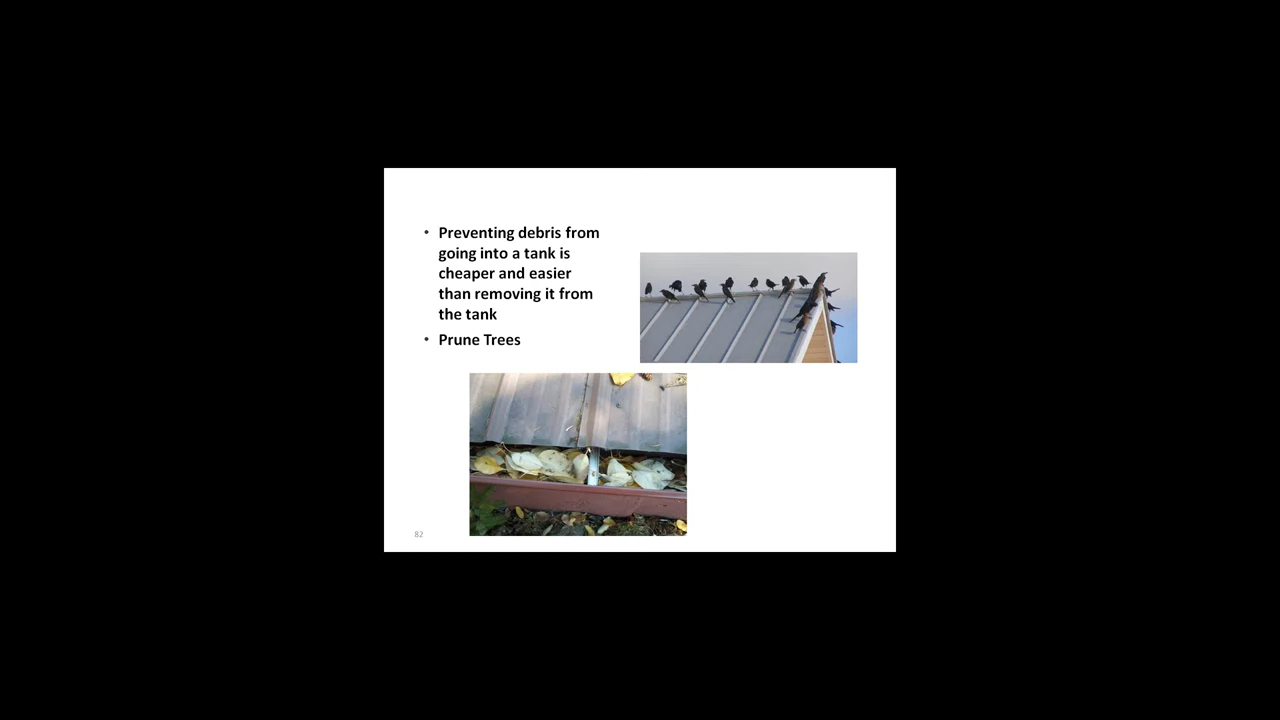 • Preventing debris from
going into a tank is
cheaper and easier
than removing it from
the tank
• Prune Trees
82